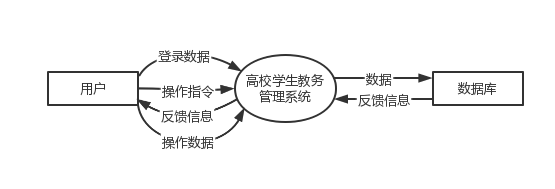 登录数据
用户
操作指令
反馈信息
操作数据
高校学生教务
管理系统
数据
反馈信息
数据库